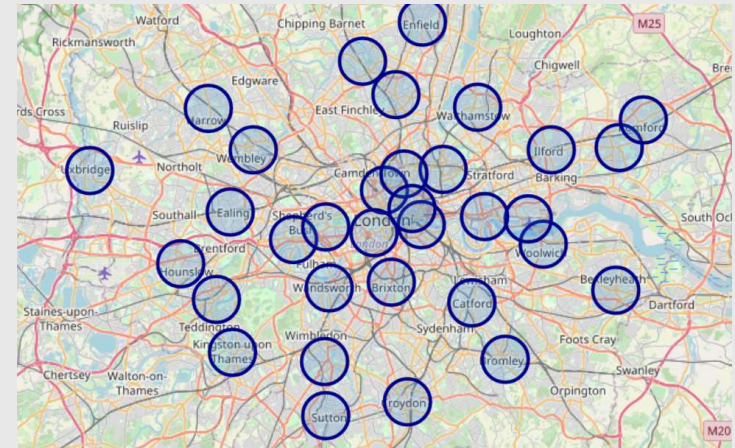 Watford
Chipping Barnet
Enfield
M25
Rickmansworth
Loughton
Chigwell
Edgware
Bre
rds Cross
Harrow
East Finchley
Walthamstow
Romford
Ruislip
Wembley
Ilford
Uxbridge
Northolt
Camden Town
Stratford
Barking
Southall
Ealing
Shepherd's
Bush
London
London
South Oc
Brentford
Woolwich
Hounslow
Fulham
Wandsworth
Brixton
Lewisham
Bexleyheath
Catford
Dartford
Staines-upon-
Thames
Teddington
Sydenham
Foots Cray
Kingston upon
Thames
Wimbledon
Bromley
Swanley
Chertsey
Walton-on-
Thames
Orpington
Croydon
Sutton
M20